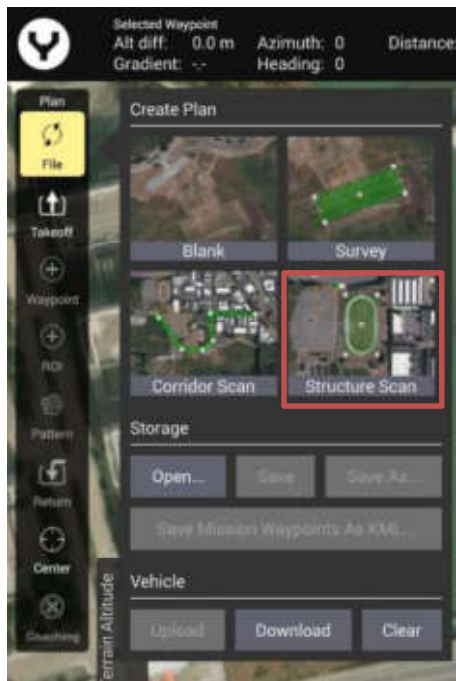 Selected Waypoint
Alt diff: 0.0 m Azimuth: 0 Distance:
Gradient: -.- Heading: 0
Plan
File
Takeoff
Waypoint
ROI
Pattern
Return
Center
Create Plan
Blank
Survey
Corridor Scan
Structure Scan
Storage
Open...
Save
Save As...
Save Mission Waypoints As KML...
Vehicle
Upload
Download
Clear
errain Altitude